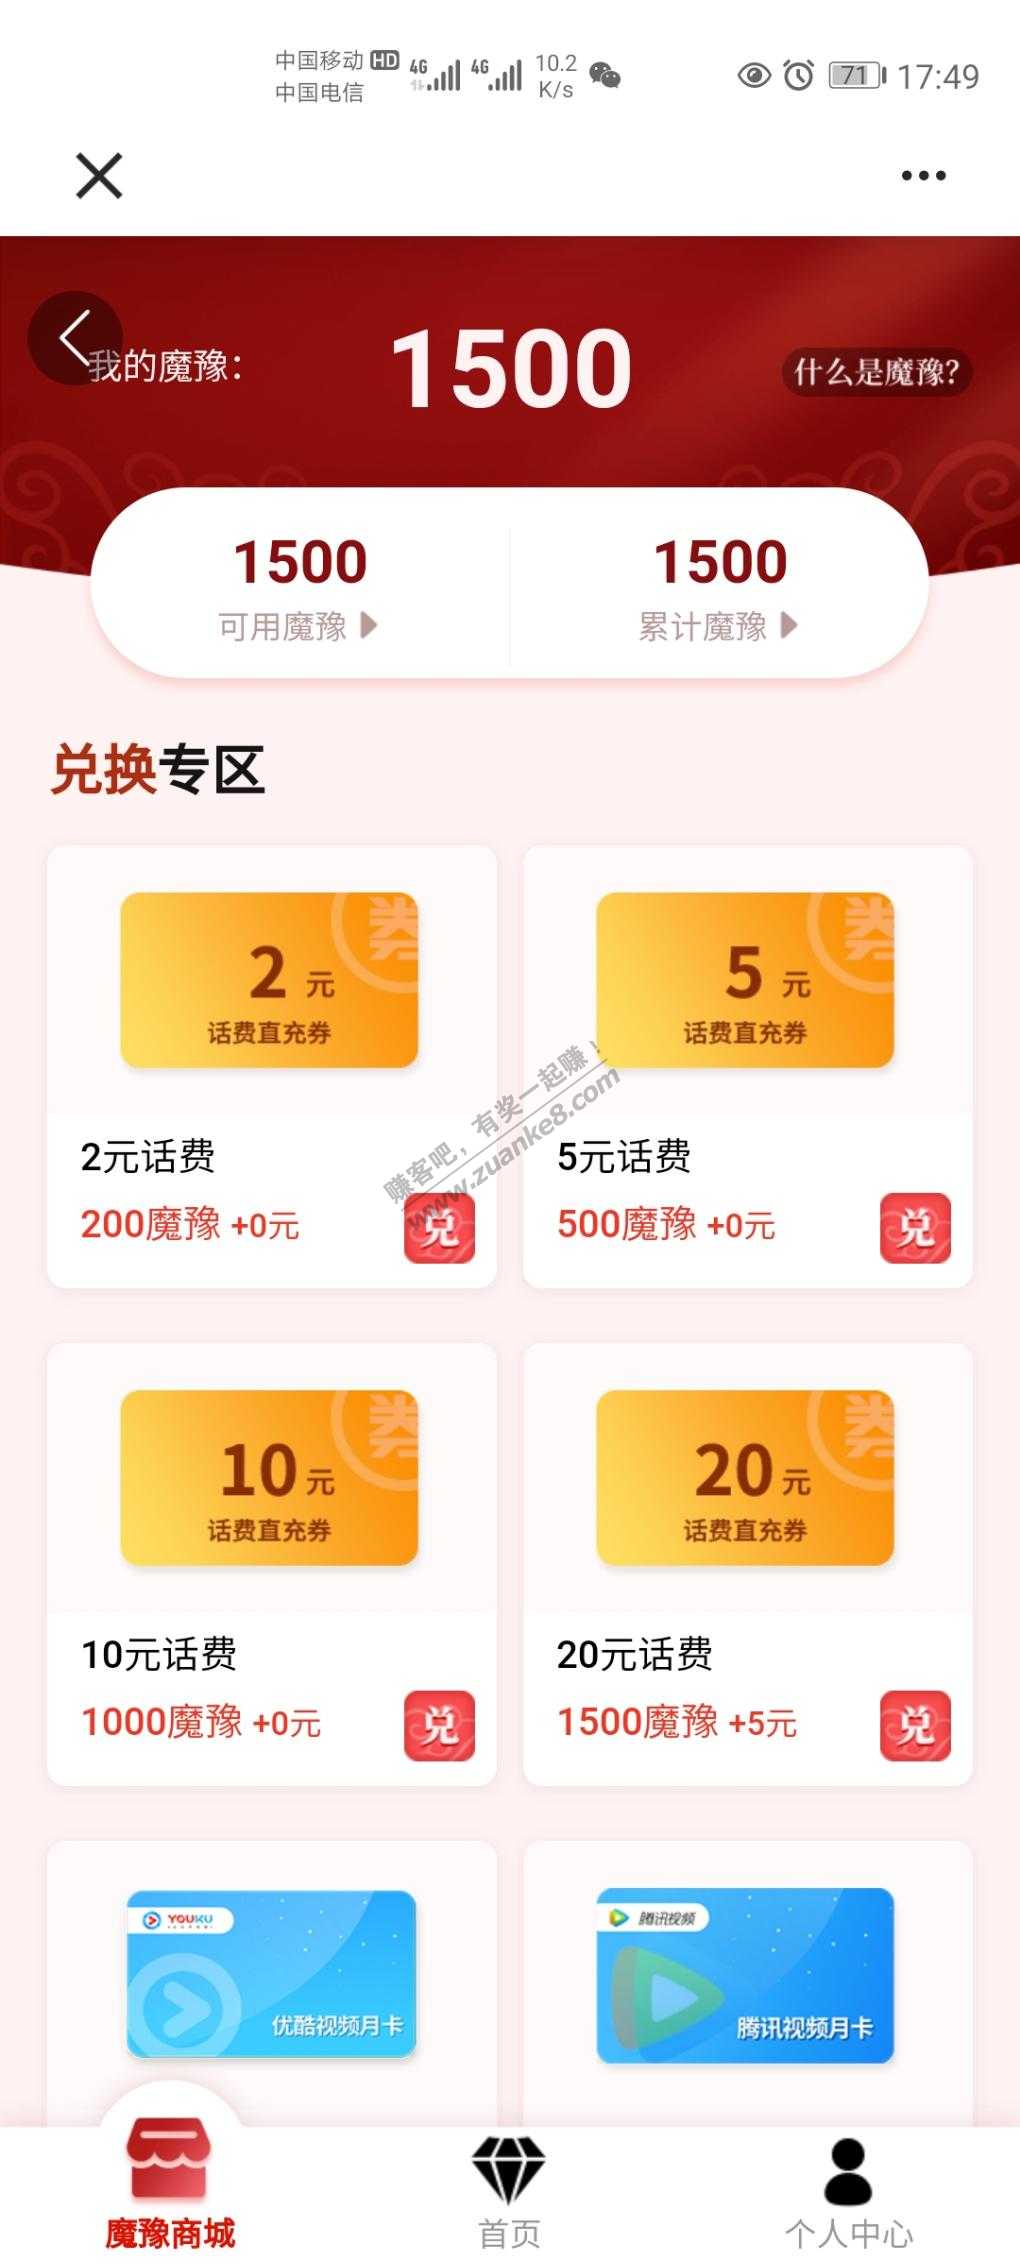 中国移动 HD 4G 4G 10.2 K/s 71 17:49
中国电信
我的魔豫: 1500 什么是魔豫?
1500 1500
可用魔豫 累计魔豫
兑换专区
券 券
2 元 5 元
话费直充券 话费直充券
赚客吧，有奖一起赚！
www.zuanke8.com
2元话费 5元话费
200魔豫 +0元 兑 500魔豫 +0元 兑
券 券
10 元 20 元
话费直充券 话费直充券
10元话费 20元话费
1000魔豫 +0元 兑 1500魔豫 +5元 兑
YOUKU 腾讯视频
优酷视频月卡 腾讯视频月卡
魔豫商城 首页 个人中心